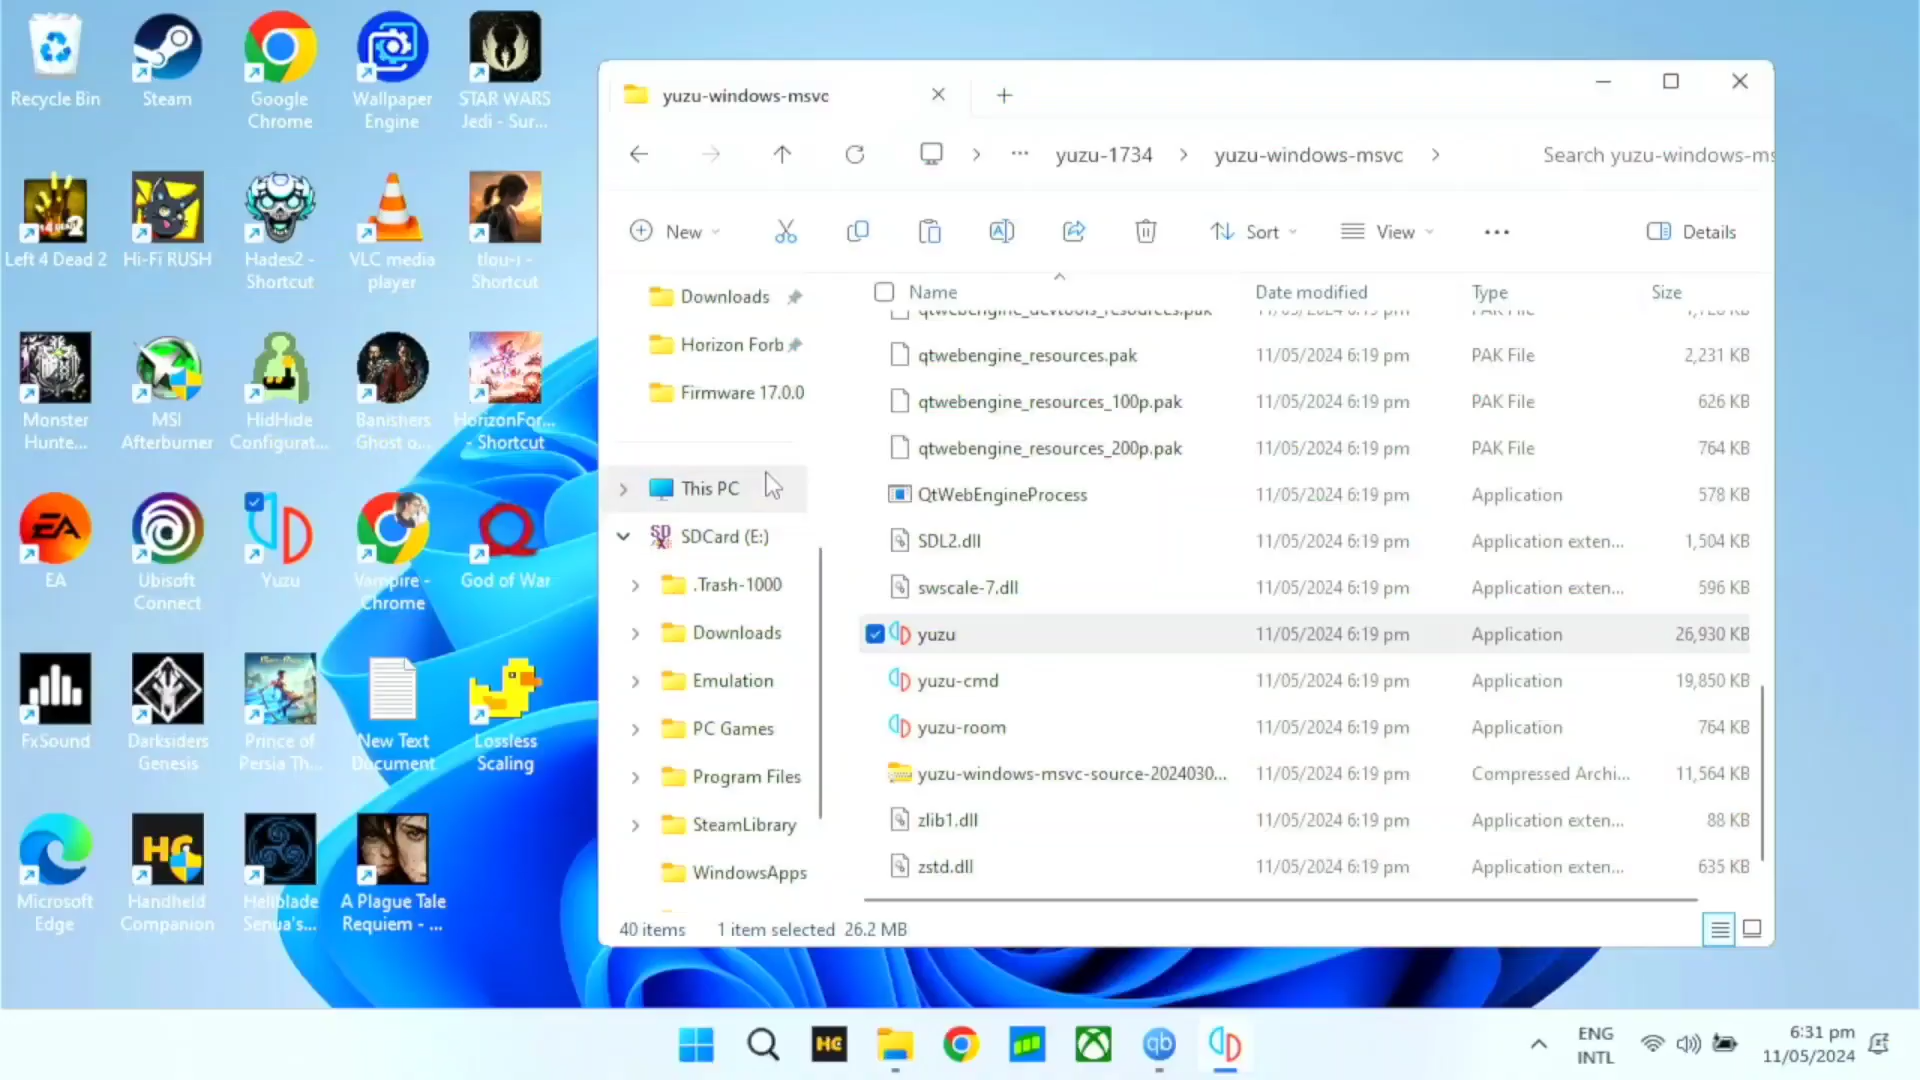 Recycle Bin
Steam
Google
Chrome
Wallpaper
Engine
STAR WARS
Jedi - Sur...
Left 4 Dead 2
Hi-Fi RUSH
Hades2 -
Shortcut
VLC media
player
tlou-i -
Shortcut
Monster
Hunte...
MSI
Afterburner
HidHide
Configurat...
Banishers
Ghost o...
HorizonFor...
- Shortcut
EA
Ubisoft
Connect
Yuzu
Vampire -
Chrome
God of War
FxSound
Darksiders
Genesis
Prince of
Persia Th...
New Text
Document
Lossless
Scaling
Microsoft
Edge
HC
Handheld
Companion
Hellblade
Senua's...
A Plague Tale
Requiem - ...
yuzu-windows-msvc
yuzu-1734
yuzu-windows-msvc
Search yuzu-windows-ms
New
Sort
View
Details
Downloads
Horizon Forb
Firmware 17.0.0
This PC
SDCard (E:)
.Trash-1000
Downloads
Emulation
PC Games
Program Files
SteamLibrary
WindowsApps
Name Date modified Type Size
qtwebengine_devtools_resources.pak 11/05/2024 6:19 pm PAK File
qtwebengine_resources.pak 11/05/2024 6:19 pm PAK File 2,231 KB
qtwebengine_resources_100p.pak 11/05/2024 6:19 pm PAK File 626 KB
qtwebengine_resources_200p.pak 11/05/2024 6:19 pm PAK File 764 KB
QtWebEngineProcess 11/05/2024 6:19 pm Application 578 KB
SDL2.dll 11/05/2024 6:19 pm Application exten... 1,504 KB
swscale-7.dll 11/05/2024 6:19 pm Application exten... 596 KB
yuzu 11/05/2024 6:19 pm Application 26,930 KB
yuzu-cmd 11/05/2024 6:19 pm Application 19,850 KB
yuzu-room 11/05/2024 6:19 pm Application 764 KB
yuzu-windows-msvc-source-2024030... 11/05/2024 6:19 pm Compressed Archi... 11,564 KB
zlib1.dll 11/05/2024 6:19 pm Application exten... 88 KB
zstd.dll 11/05/2024 6:19 pm Application exten... 635 KB
40 items 1 item selected 26.2 MB
HC
qb
ENG
INTL
6:31 pm
11/05/2024